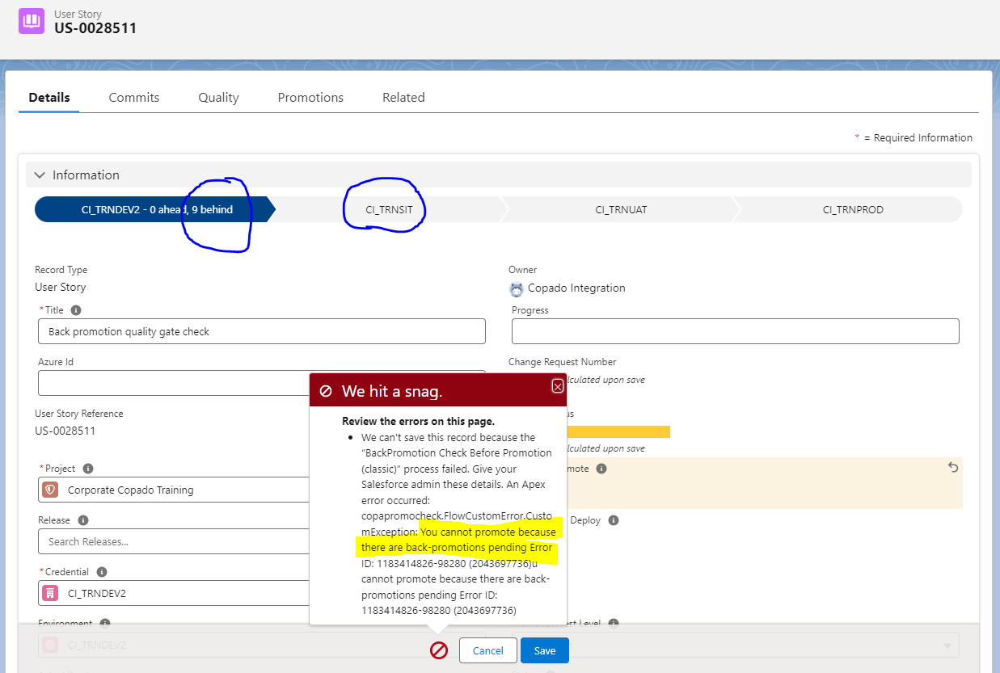 User Story
US-0028511
Details Commits Quality Promotions Related
* = Required Information
Information
CI_TRNDEV2 - 0 ahead, 9 behind CI_TRNSIT CI_TRNUAT CI_TRNPROD
Record Type
User Story
Owner
Copado Integration
* Title
Back promotion quality gate check
Progress
Azure Id
Change Request Number
lculated upon save
User Story Reference
US-0028511
us
lculated upon save
* Project
Corporate Copado Training
mote
Release
Search Releases...
Deploy
* Credential
CI_TRNDEV2
Environment
CI_TRNDEV2
est Level
We hit a snag.
Review the errors on this page.
We can't save this record because the
“BackPromotion Check Before Promotion
(classic)” process failed. Give your
Salesforce admin these details. An Apex
error occurred:
copapromocheck.FlowCustomError.Custo
mException: You cannot promote because
there are back-promotions pending Error
ID: 1183414826-98280 (2043697736)u
cannot promote because there are back-
promotions pending Error ID:
1183414826-98280 (2043697736)
Cancel Save